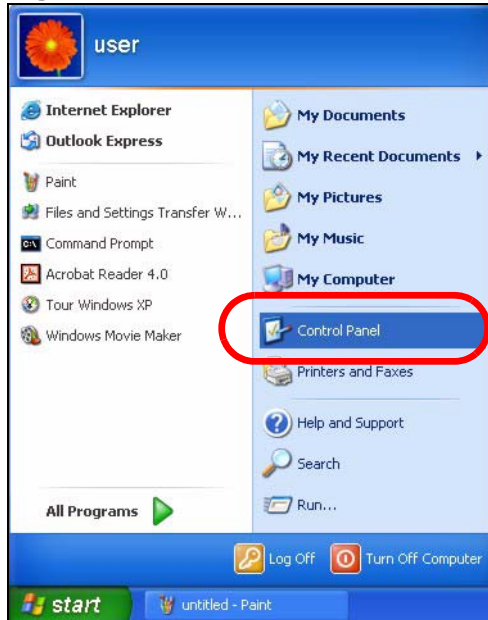 user
Internet Explorer
Outlook Express
Paint
Files and Settings Transfer W...
Command Prompt
Acrobat Reader 4.0
Tour Windows XP
Windows Movie Maker
All Programs
My Documents
My Recent Documents
My Pictures
My Music
My Computer
Control Panel
Printers and Faxes
Help and Support
Search
Run...
Log Off
Turn Off Computer
start
untitled - Paint